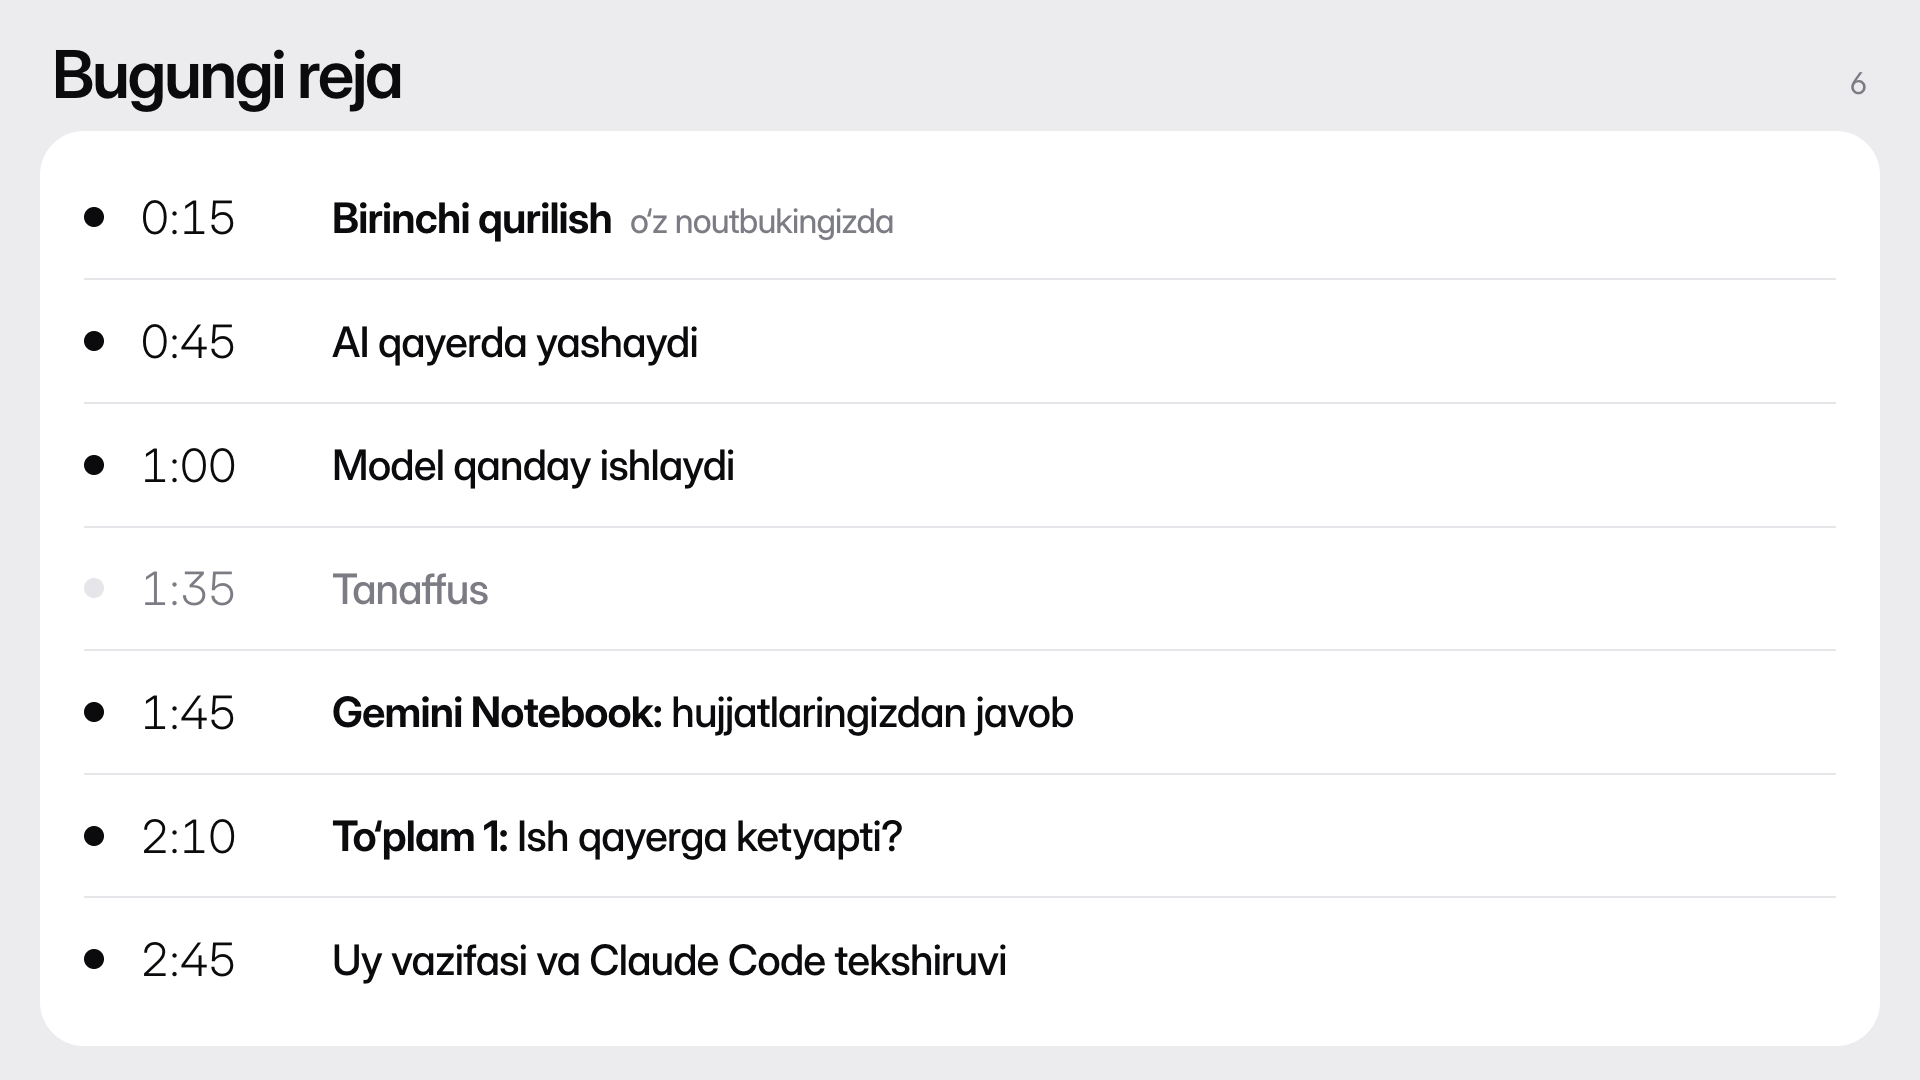 Bugungi reja
6
0:15 Birinchi qurilish oʻz noutbukingizda
0:45 AI qayerda yashaydi
1:00 Model qanday ishlaydi
1:35 Tanaffus
1:45 Gemini Notebook: hujjatlaringizdan javob
2:10 Toʻplam 1: Ish qayerga ketyapti?
2:45 Uy vazifasi va Claude Code tekshiruvi